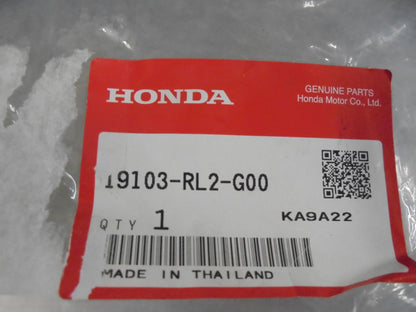 HONDA
GENUINE PARTS
Honda Motor Co., Ltd.
19103-RL2-G00
QTY 1
KA9A22
MADE IN THAILAND